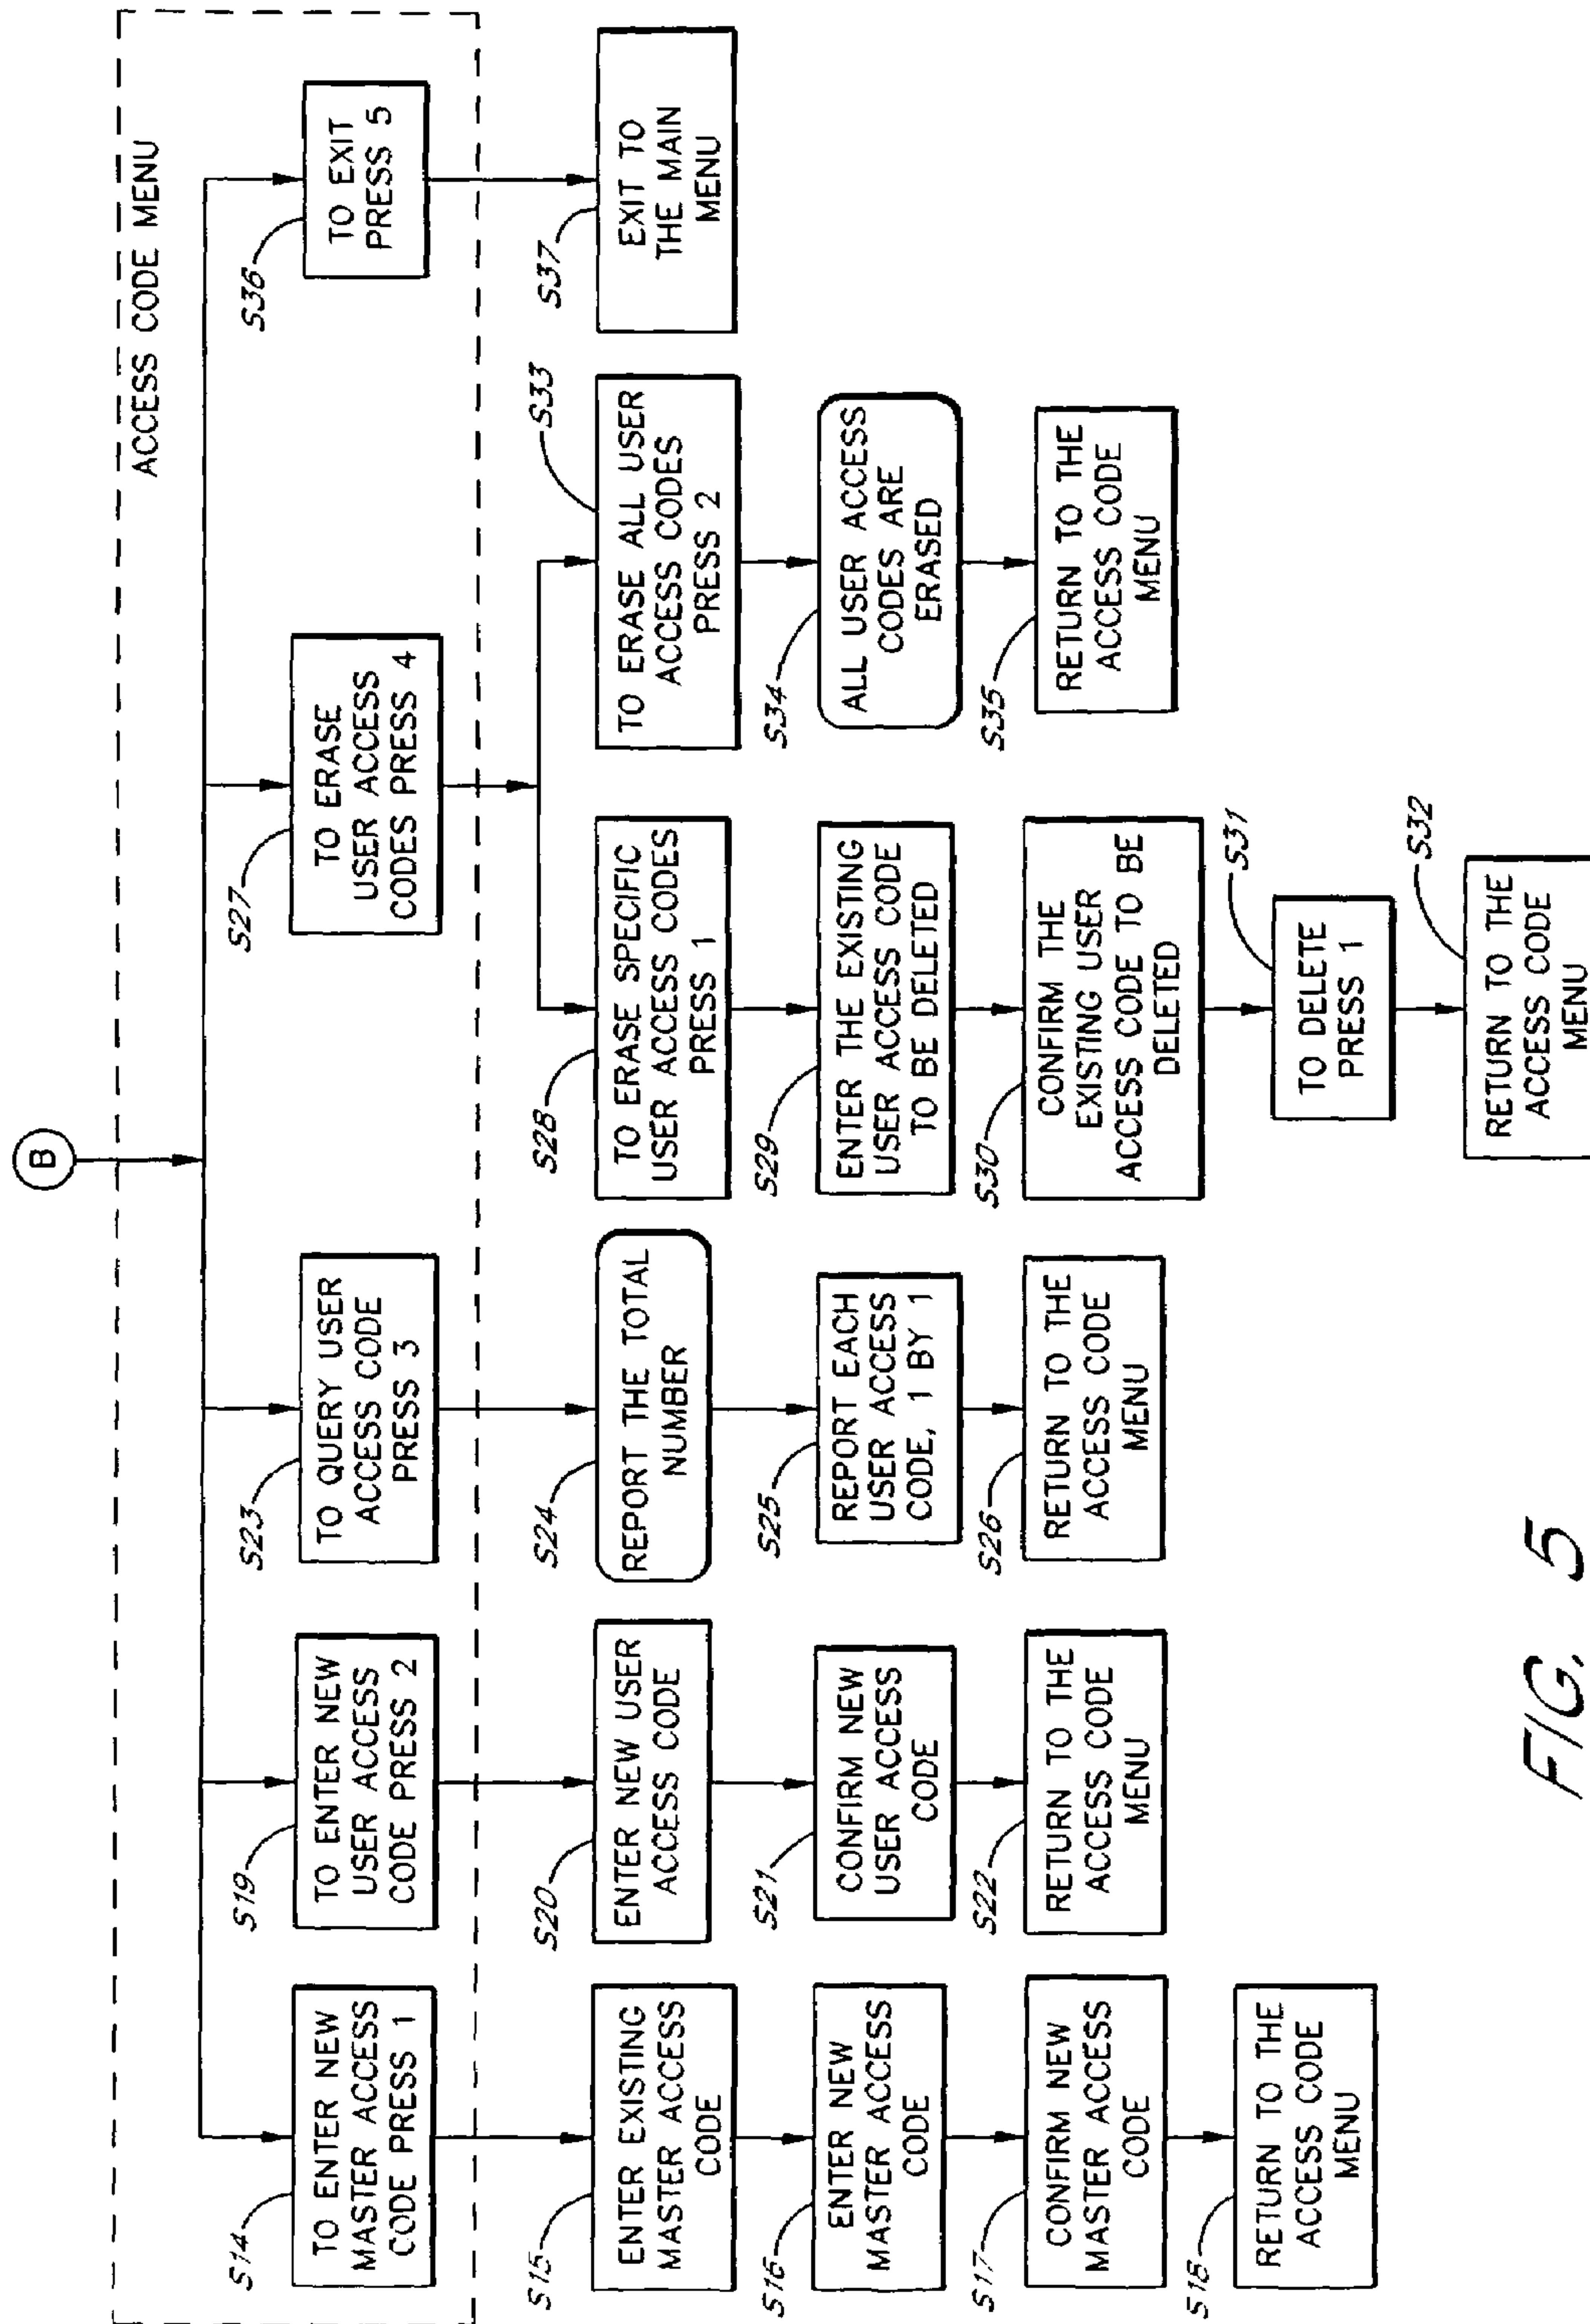 B
ACCESS CODE MENU
S14
TO ENTER NEW
MASTER ACCESS
CODE PRESS 1
S15
ENTER EXISTING
MASTER ACCESS
CODE
S16
ENTER NEW
MASTER ACCESS
CODE
S17
CONFIRM NEW
MASTER ACCESS
CODE
S18
RETURN TO THE
ACCESS CODE
MENU
S19
TO ENTER NEW
USER ACCESS
CODE PRESS 2
S20
ENTER NEW USER
ACCESS CODE
S21
CONFIRM NEW
USER ACCESS
CODE
S22
RETURN TO THE
ACCESS CODE
MENU
S23
TO QUERY USER
ACCESS CODE
PRESS 3
S24
REPORT THE TOTAL
NUMBER
S25
REPORT EACH
USER ACCESS
CODE, 1 BY 1
S26
RETURN TO THE
ACCESS CODE
MENU
S27
TO ERASE
USER ACCESS
CODES PRESS 4
S28
TO ERASE SPECIFIC
USER ACCESS CODES
PRESS 1
S29
ENTER THE EXISTING
USER ACCESS CODE
TO BE DELETED
S30
CONFIRM THE
EXISTING USER
ACCESS CODE TO BE
DELETED
S31
TO DELETE
PRESS 1
S32
RETURN TO THE
ACCESS CODE
MENU
S33
TO ERASE ALL USER
ACCESS CODES
PRESS 2
S34
ALL USER ACCESS
CODES ARE
ERASED
S35
RETURN TO THE
ACCESS CODE
MENU
S36
TO EXIT
PRESS 5
S37
EXIT TO
THE MAIN
MENU
FIG. 5